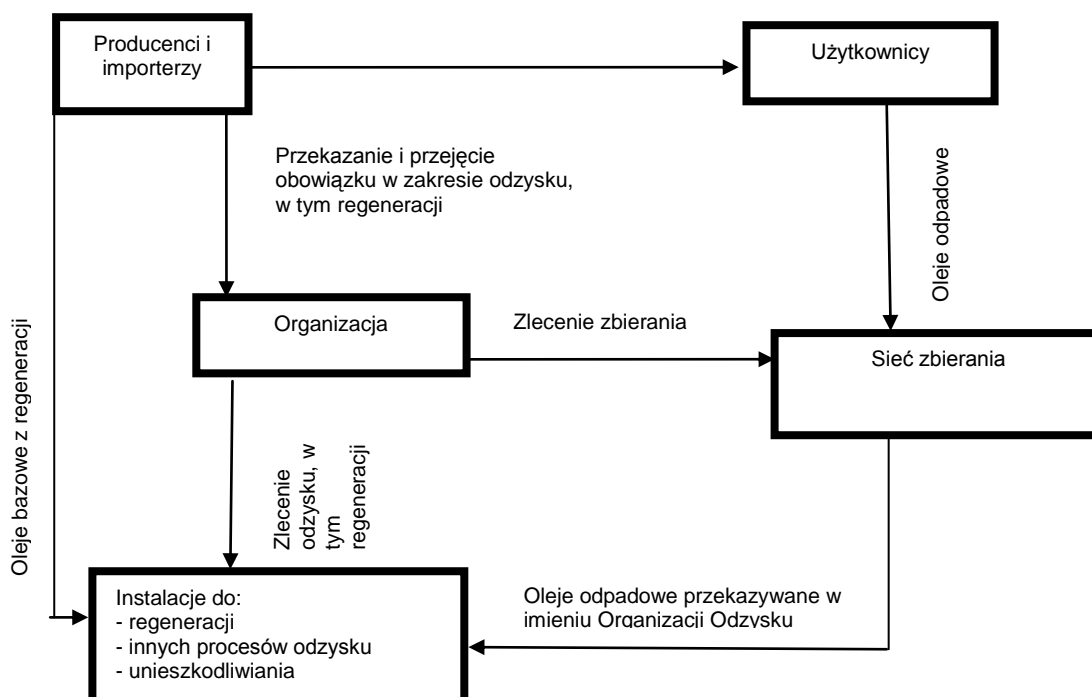 Producenci i
importerzy
Użytkownicy
Przekazanie i przejęcie
obowiązku w zakresie odzysku,
w tym regeneracji
Oleje odpadowe
Organizacja
Zlecenie zbierania
Sieć zbierania
Oleje bazowe z regeneracji
Zlecenie
odzysku, w
tym
regeneracji
Instalacje do:
- regeneracji
- innych procesów odzysku
- unieszkodliwiania
Oleje odpadowe przekazywane w
imieniu Organizacji Odzysku